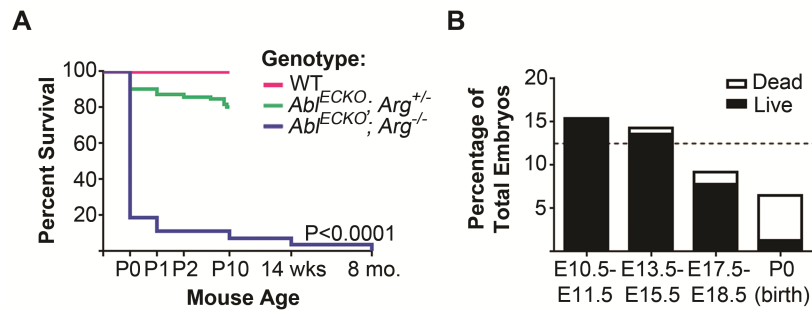 A
Genotype:
WT
Abl^ECKO; Arg^+/-
Abl^ECKO; Arg^-/-
100
80
60
40
20
Percent Survival
P<0.0001
P0 P1 P2 P10 14 wks 8 mo.
Mouse Age
B
Percentage of
Total Embryos
20
15
10
5
Dead
Live
E10.5- E13.5- E17.5- P0
E11.5 E15.5 E18.5 (birth)